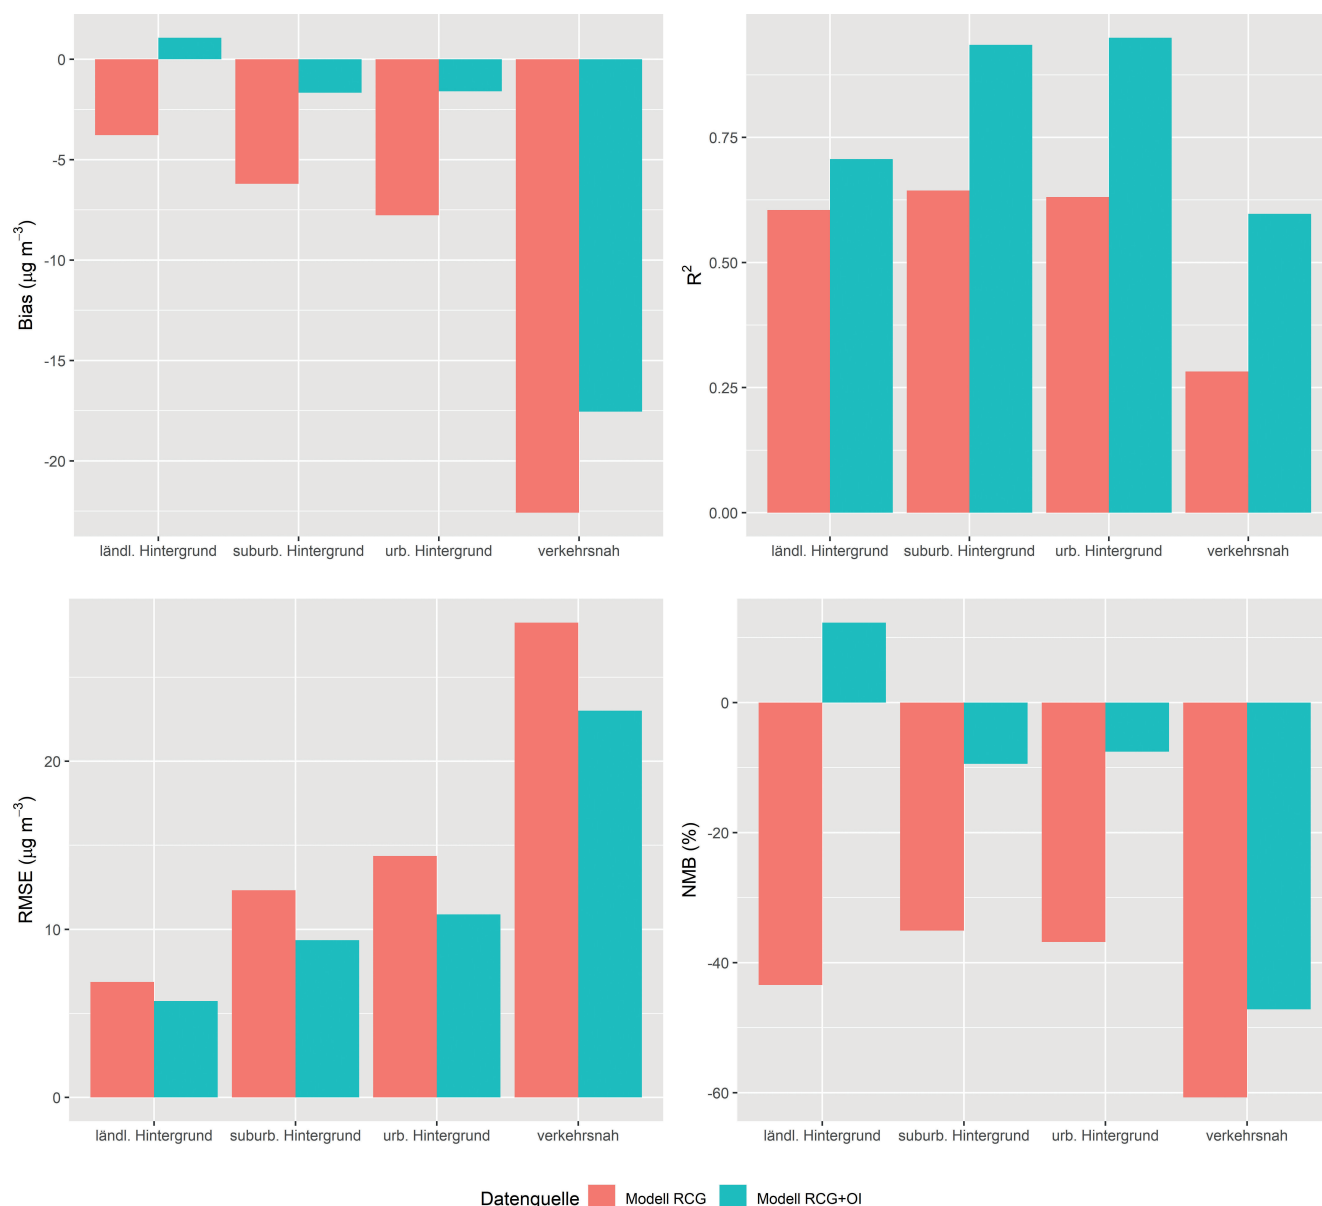 Bias (µg m⁻³)
0
-5
-10
-15
-20
ländl. Hintergrund suburb. Hintergrund urb. Hintergrund verkehrsnah
R²
0.75
0.50
0.25
0.00
ländl. Hintergrund suburb. Hintergrund urb. Hintergrund verkehrsnah
RMSE (µg m⁻³)
20
10
0
ländl. Hintergrund suburb. Hintergrund urb. Hintergrund verkehrsnah
NMB (%)
0
-20
-40
-60
ländl. Hintergrund suburb. Hintergrund urb. Hintergrund verkehrsnah
Datenquelle Modell RCG Modell RCG+OI